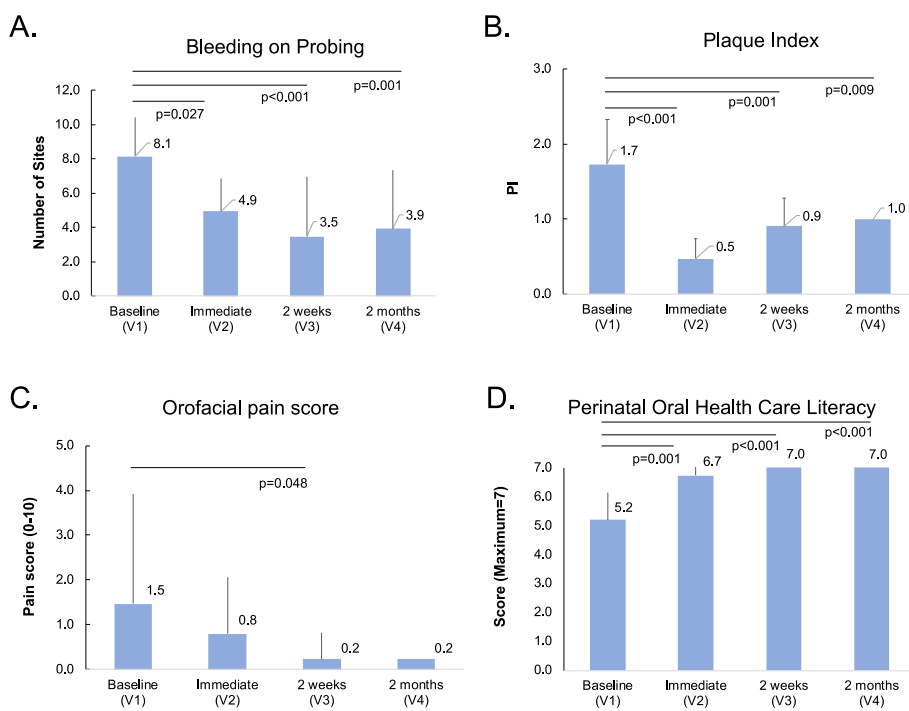 A.
Bleeding on Probing
p=0.001
p<0.001
p=0.027
Number of Sites
12.0
10.0
8.0
6.0
4.0
2.0
0.0
8.1
4.9
3.5
3.9
Baseline (V1)
Immediate (V2)
2 weeks (V3)
2 months (V4)
B.
Plaque Index
p=0.009
p=0.001
p<0.001
PI
3.0
2.0
1.0
0.0
1.7
0.5
0.9
1.0
Baseline (V1)
Immediate (V2)
2 weeks (V3)
2 months (V4)
C.
Orofacial pain score
p=0.048
Pain score (0-10)
5.0
4.0
3.0
2.0
1.0
0.0
1.5
0.8
0.2
0.2
Baseline (V1)
Immediate (V2)
2 weeks (V3)
2 months (V4)
D.
Perinatal Oral Health Care Literacy
p<0.001
p<0.001
p=0.001
Score (Maximum=7)
7.0
6.0
5.0
4.0
3.0
2.0
1.0
0.0
5.2
6.7
7.0
7.0
Baseline (V1)
Immediate (V2)
2 weeks (V3)
2 months (V4)